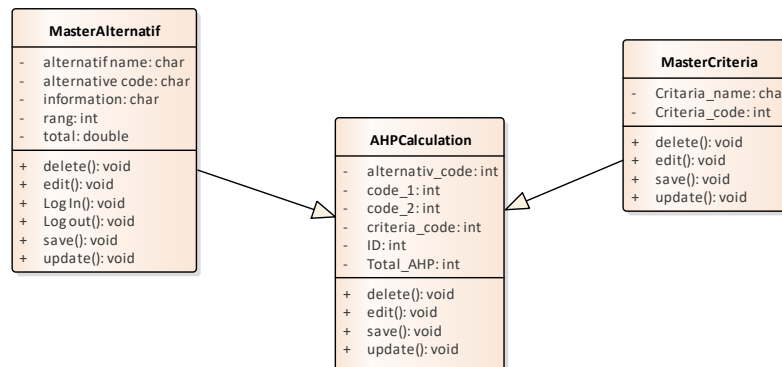 MasterAlternatif
- alternatif name: char
- alternative code: char
- information: char
- rang: int
- total: double
+ delete(): void
+ edit(): void
+ Log In(): void
+ Log out(): void
+ save(): void
+ update(): void
AHPCalculation
- alternativ_code: int
- code_1: int
- code_2: int
- criteria_code: int
- ID: int
- Total_AHP: int
+ delete(): void
+ edit(): void
+ save(): void
+ update(): void
MasterCriteria
- Critaria_name: cha
- Criteria_code: int
+ delete(): void
+ edit(): void
+ save(): void
+ update(): void